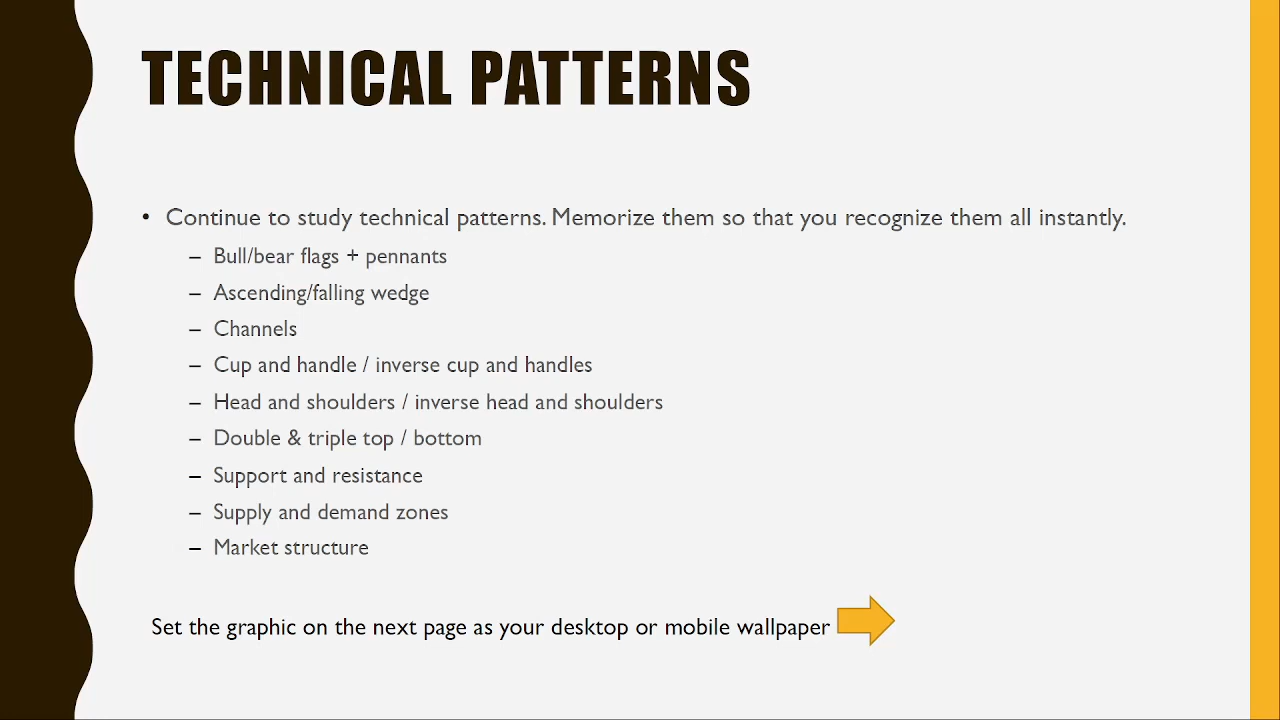 TECHNICAL PATTERNS
• Continue to study technical patterns. Memorize them so that you recognize them all instantly.
– Bull/bear flags + pennants
– Ascending/falling wedge
– Channels
– Cup and handle / inverse cup and handles
– Head and shoulders / inverse head and shoulders
– Double & triple top / bottom
– Support and resistance
– Supply and demand zones
– Market structure
Set the graphic on the next page as your desktop or mobile wallpaper